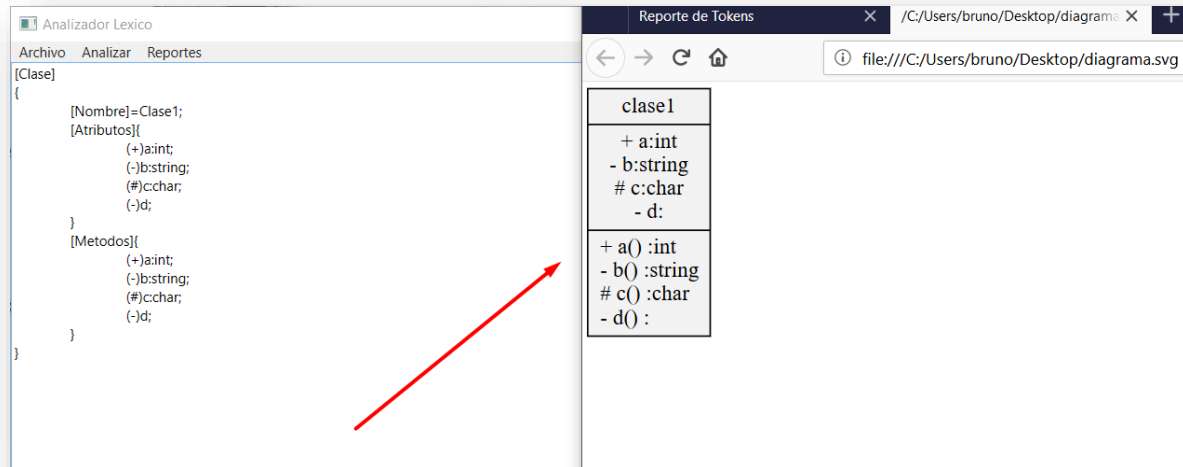 Analizador Lexico
Archivo Analizar Reportes
[Clase]
{
[Nombre]=Clase1;
[Atributos]{
(+)a:int;
(-)b:string;
(#)c:char;
(-)d;
}
[Metodos]{
(+)a:int;
(-)b:string;
(#)c:char;
(-)d;
}
}
Reporte de Tokens
/C:/Users/bruno/Desktop/diagrama
file:///C:/Users/bruno/Desktop/diagrama.svg
clase1
+ a:int
- b:string
# c:char
- d:
+ a() :int
- b() :string
# c() :char
- d() :